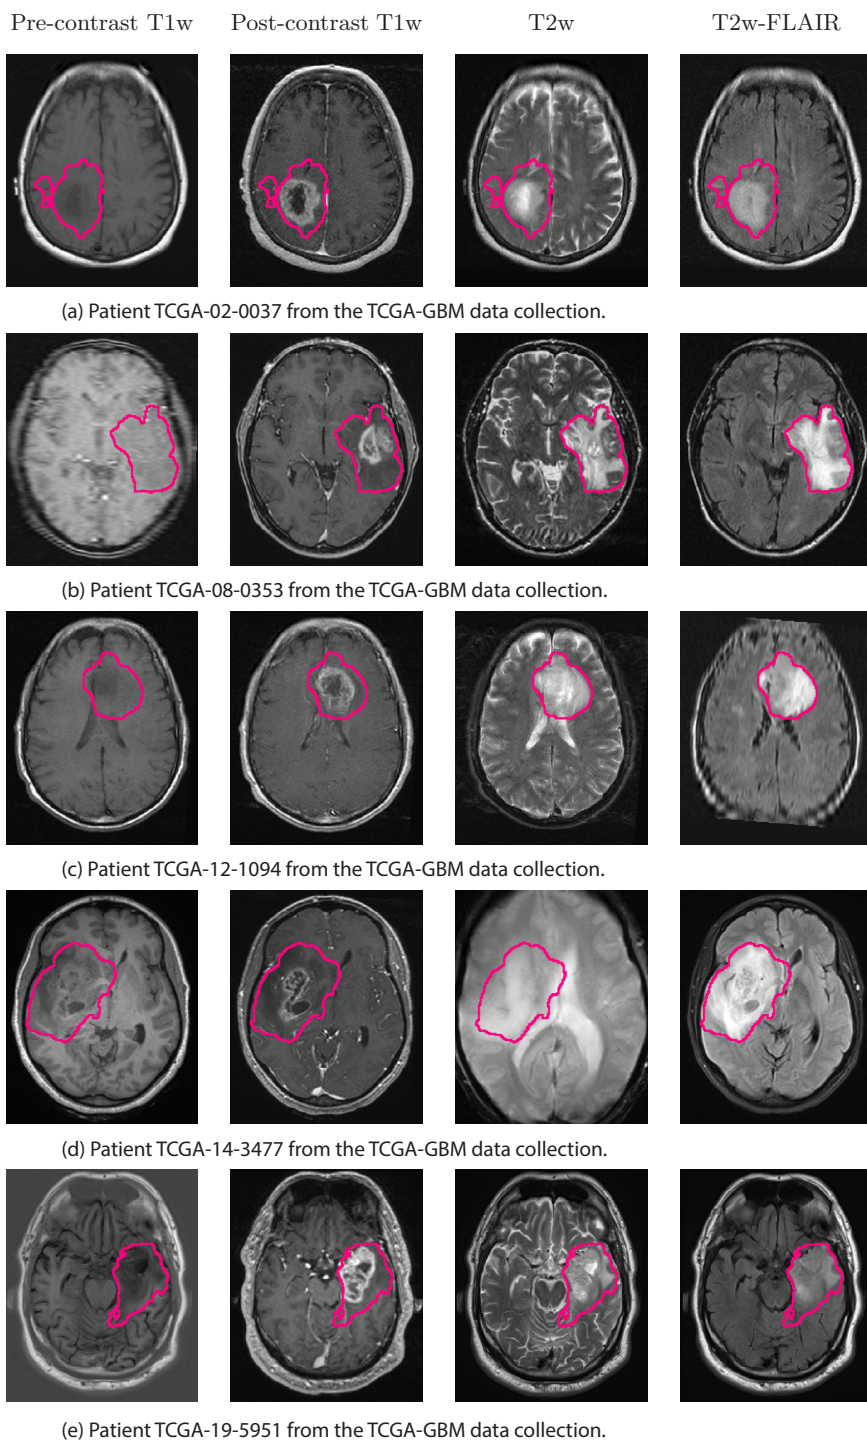 Pre-contrast T1w Post-contrast T1w T2w T2w-FLAIR
(a) Patient TCGA-02-0037 from the TCGA-GBM data collection.
(b) Patient TCGA-08-0353 from the TCGA-GBM data collection.
(c) Patient TCGA-12-1094 from the TCGA-GBM data collection.
(d) Patient TCGA-14-3477 from the TCGA-GBM data collection.
(e) Patient TCGA-19-5951 from the TCGA-GBM data collection.